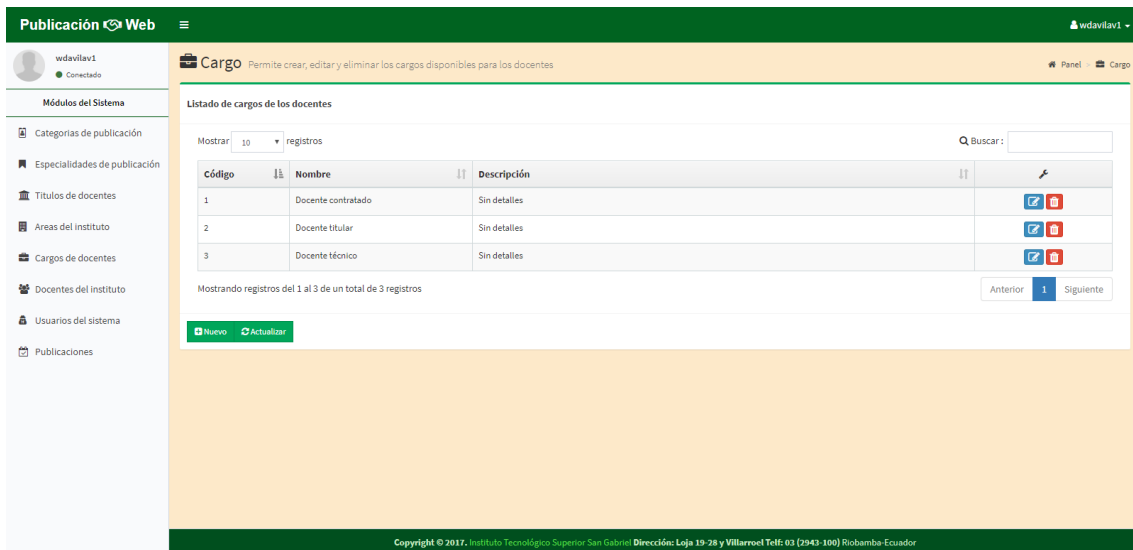 Publicación Web
wdavilav1
wdavilav1
Conectado
Módulos del Sistema
Categorias de publicación
Especialidades de publicación
Titulos de docentes
Areas del instituto
Cargos de docentes
Docentes del instituto
Usuarios del sistema
Publicaciones
Cargo Permite crear, editar y eliminar los cargos disponibles para los docentes
Panel > Cargo
Listado de cargos de los docentes
Mostrar 10 registros
Buscar :
Código Nombre Descripción
1 Docente contratado Sin detalles
2 Docente titular Sin detalles
3 Docente técnico Sin detalles
Mostrando registros del 1 al 3 de un total de 3 registros
Anterior 1 Siguiente
Nuevo Actualizar
Copyright © 2017. Instituto Tecnológico Superior San Gabriel Dirección: Loja 19-28 y Villarroel Telf: 03 (2943-100) Riobamba-Ecuador